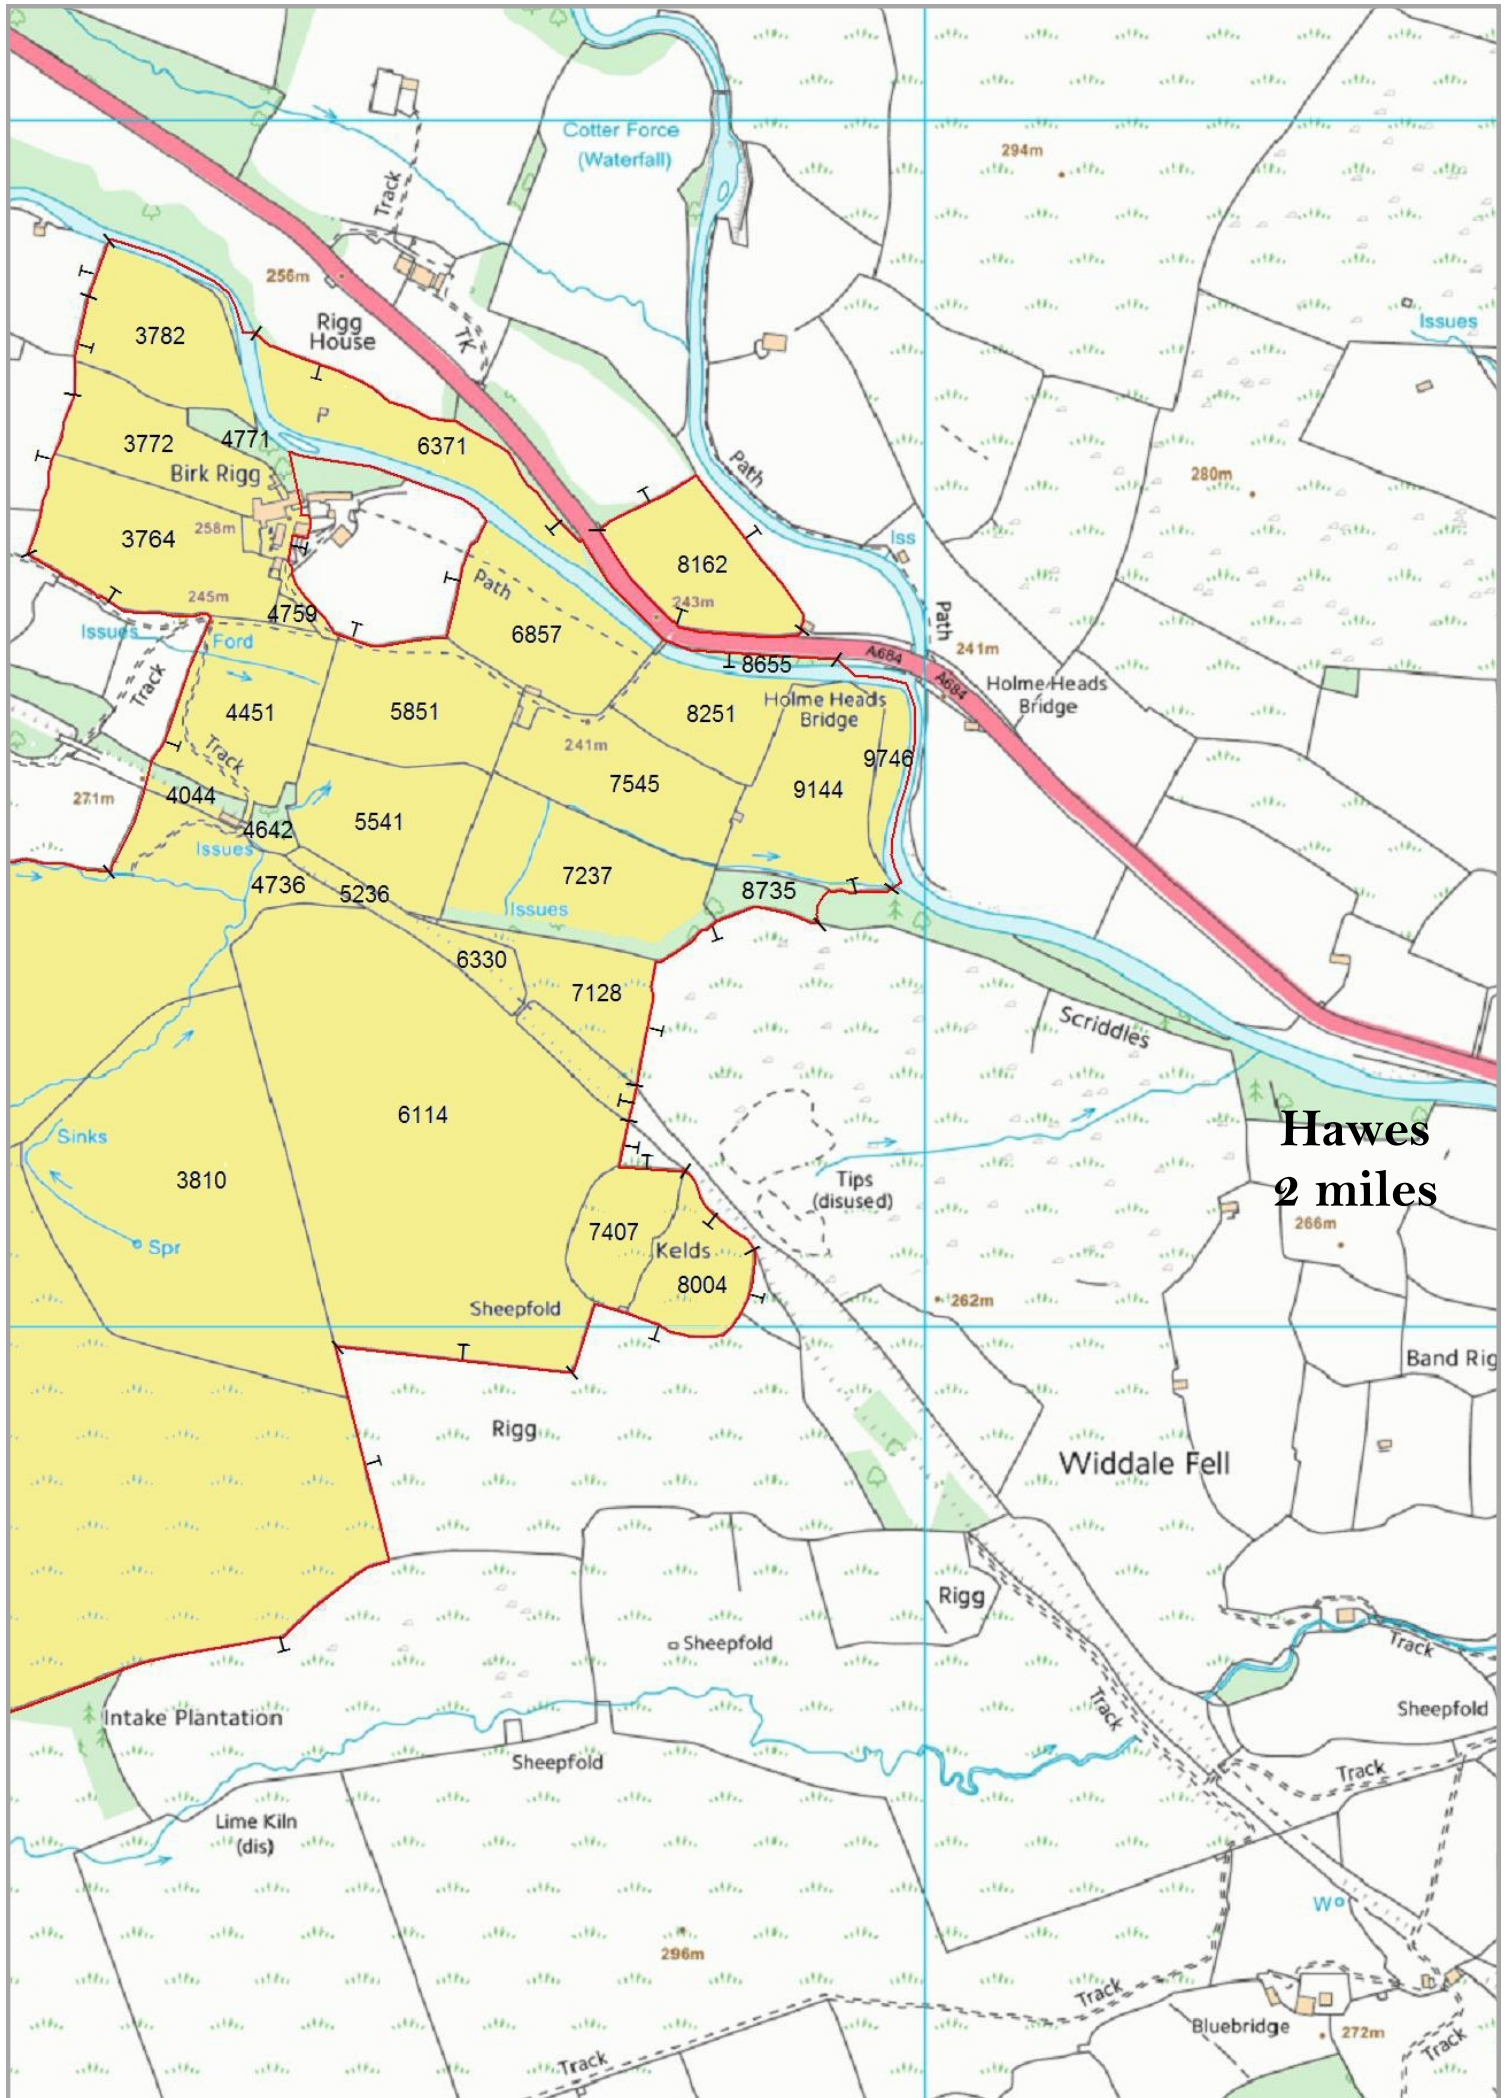 Cotter Force
(Waterfall)
294m
Track
256m
Rigg
House
TK
Issues
3782
P
3772
4771
6371
Birk Rigg
Path
280m
3764
258m
Iss
8162
Path
245m
4759
243m
Path
Issues
Ford
6857
8655
A684
A684
241m
Holme Heads
Bridge
Track
4451
5851
8251
Holme Heads
Bridge
Track
241m
9746
271m
4044
7545
9144
4642
5541
Issues
4736
5236
7237
8735
Issues
6330
7128
Scriddles
6114
Sinks
Hawes
2 miles
3810
Tips
(disused)
266m
Spr
7407
Kelds
8004
Sheepfold
262m
Band Rig
Rigg
Widdale Fell
Rigg
Sheepfold
Track
Track
Intake Plantation
Sheepfold
Sheepfold
Track
Lime Kiln
(dis)
W
296m
Track
Bluebridge
272m
Track
Track